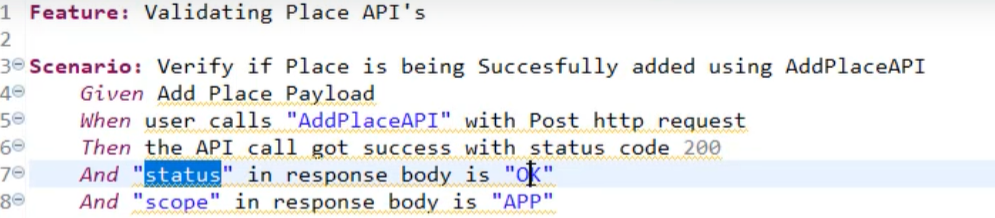 1 Feature: Validating Place API's
2
3 Scenario: Verify if Place is being Succesfully added using AddPlaceAPI
4 Given Add Place Payload
5 When user calls "AddPlaceAPI" with Post http request
6 Then the API call got success with status code 200
7 And "status" in response body is "OK"
8 And "scope" in response body is "APP"